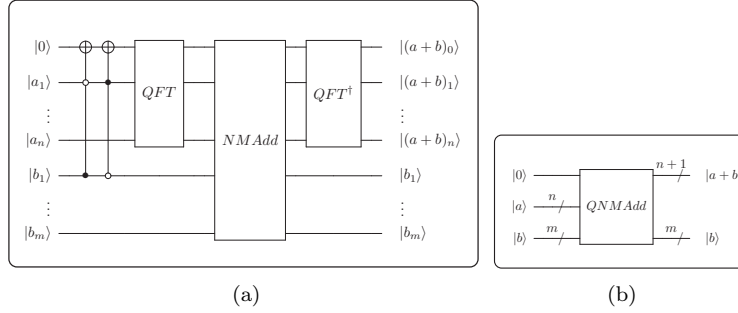 |0⟩ |(a + b)₀⟩
|a₁⟩ QFT QFT† |(a + b)₁⟩
⋮ ⋮
|aₙ⟩ NMAdd |(a + b)ₙ⟩
|b₁⟩ |b₁⟩
⋮ ⋮
|bₘ⟩ |bₘ⟩
(a)
|0⟩ n + 1 |a + b
|a⟩ n QNMAdd
|b⟩ m m |b⟩
(b)